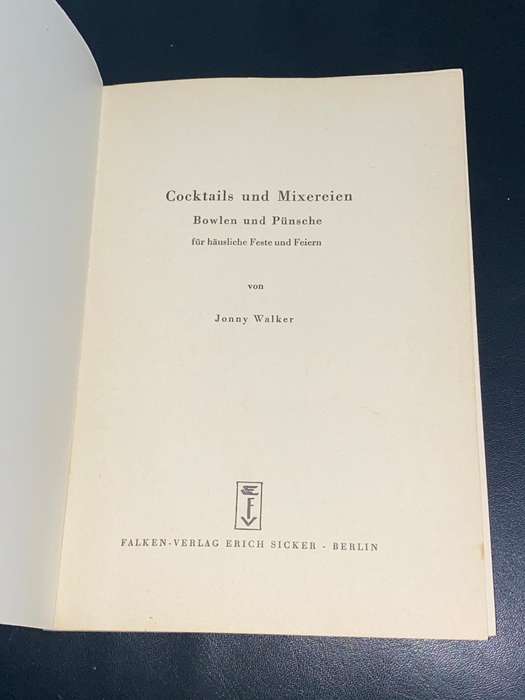 Cocktails und Mixereien
Bowlen und Pünsche
für häusliche Feste und Feiern
von
Jonny Walker
FV
FALKEN-VERLAG ERICH SICKER - BERLIN